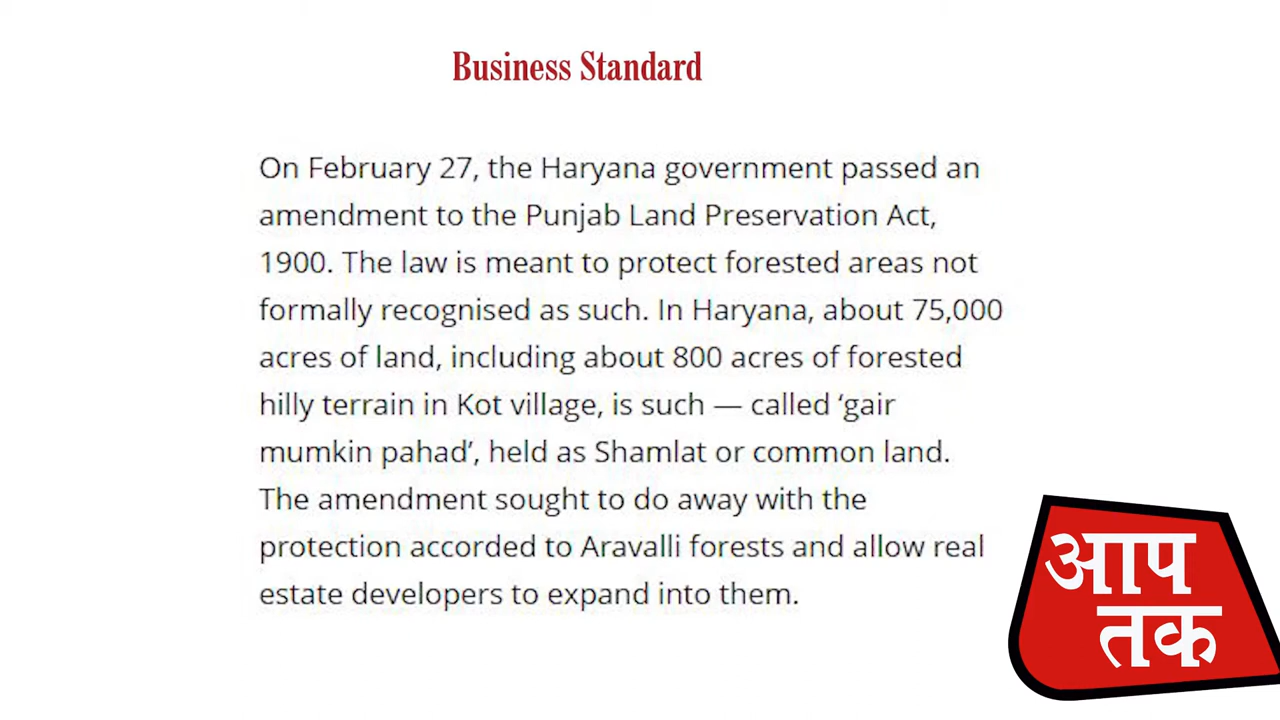 Business Standard
On February 27, the Haryana government passed an
amendment to the Punjab Land Preservation Act,
1900. The law is meant to protect forested areas not
formally recognised as such. In Haryana, about 75,000
acres of land, including about 800 acres of forested
hilly terrain in Kot village, is such — called ‘gair
mumkin pahad’, held as Shamlat or common land.
The amendment sought to do away with the
protection accorded to Aravalli forests and allow real
estate developers to expand into them.
आप
तक